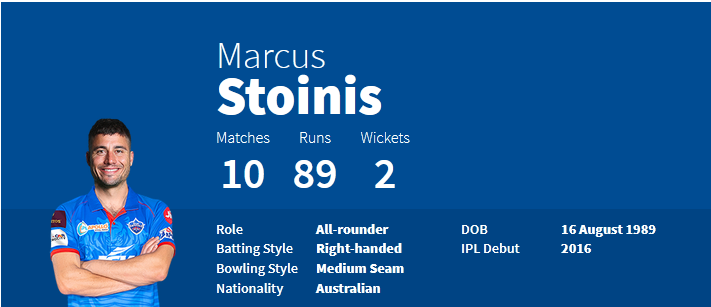 Marcus
Stoinis
Matches Runs Wickets
10 89 2
Role All-rounder DOB 16 August 1989
Batting Style Right-handed IPL Debut 2016
Bowling Style Medium Seam
Nationality Australian